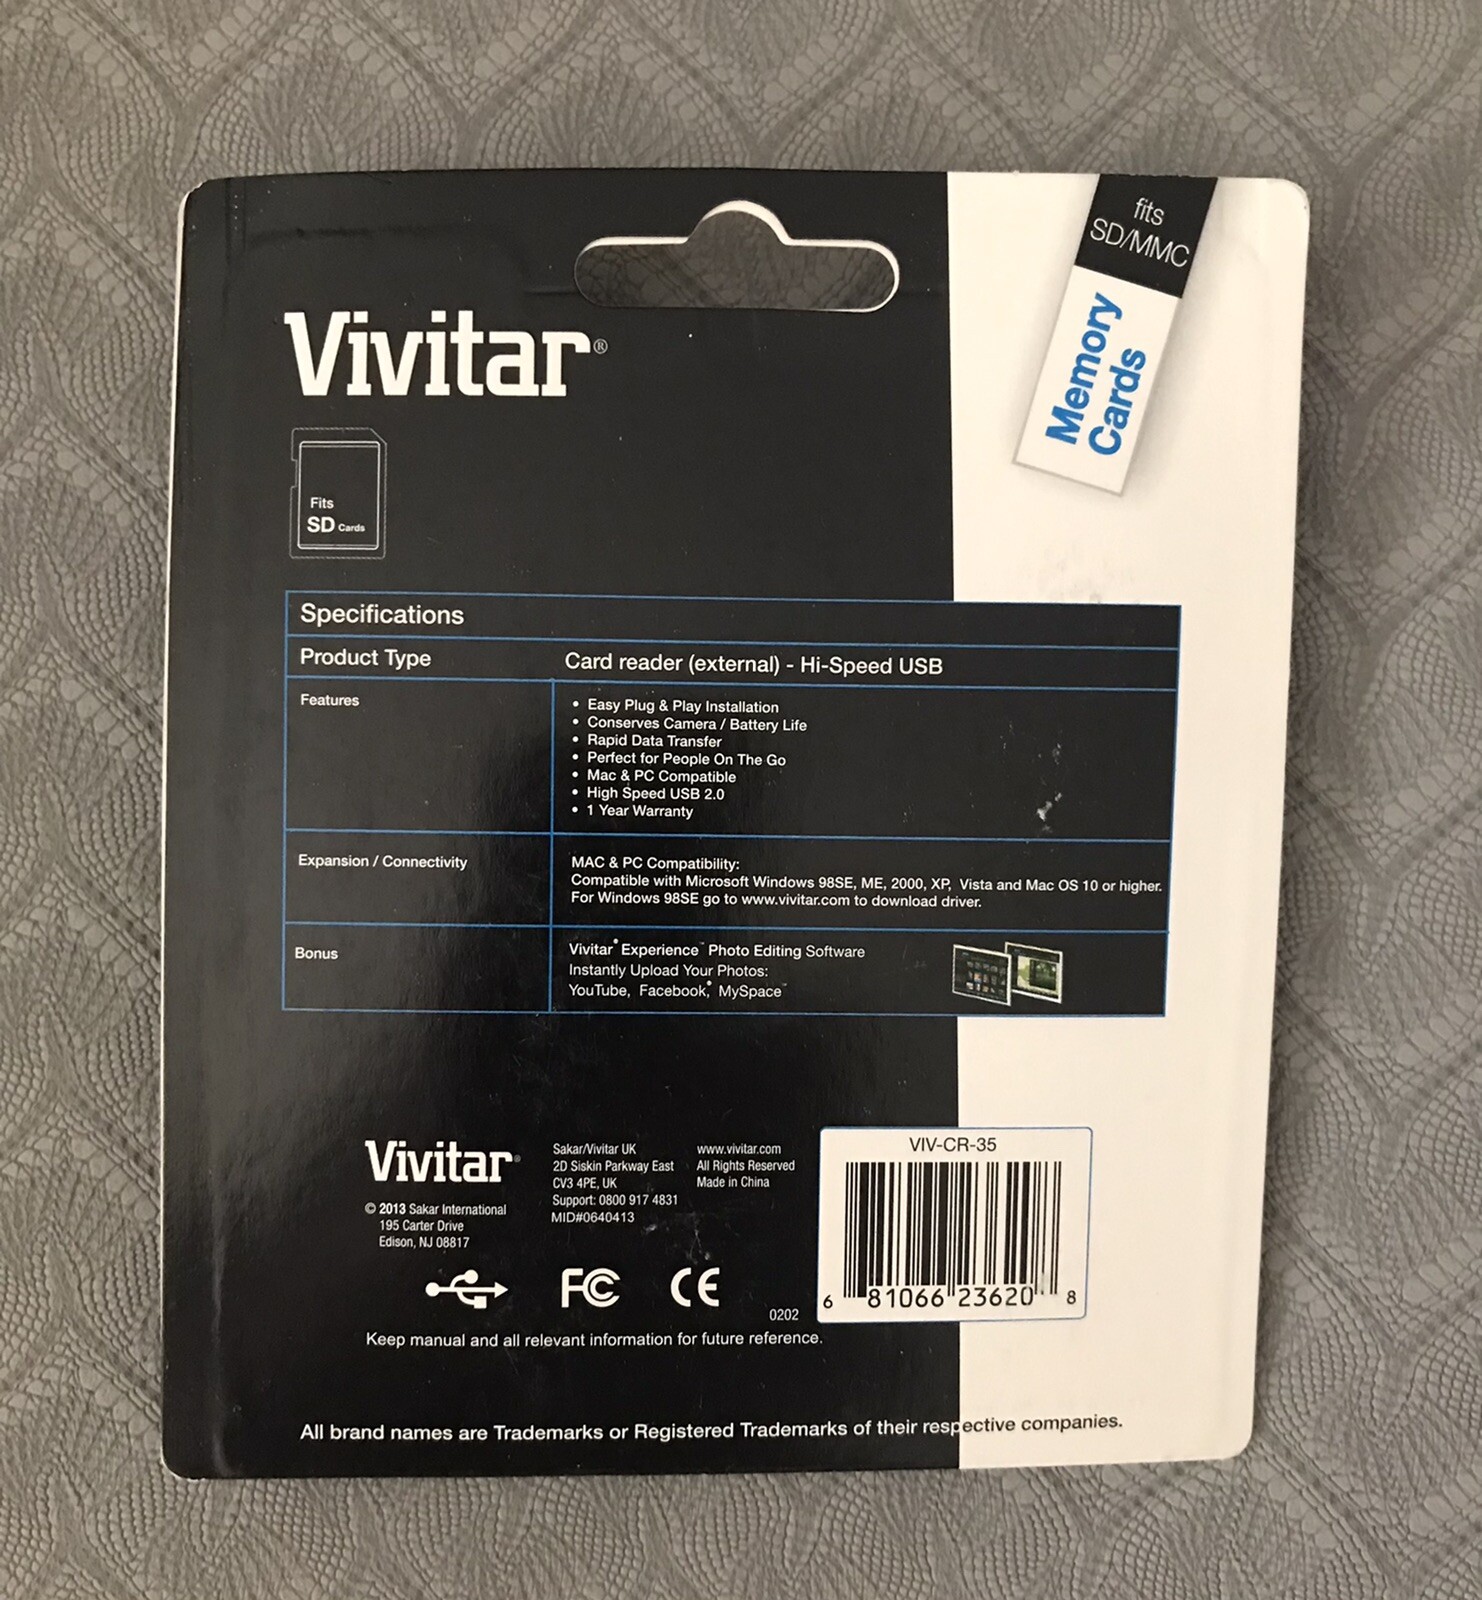 fits
SD/MMC
Memory
Cards
Vivitar®
Fits
SD Cards
Specifications
Product Type Card reader (external) - Hi-Speed USB
Features
• Easy Plug & Play Installation
• Conserves Camera / Battery Life
• Rapid Data Transfer
• Perfect for People On The Go
• Mac & PC Compatible
• High Speed USB 2.0
• 1 Year Warranty
Expansion / Connectivity
MAC & PC Compatibility:
Compatible with Microsoft Windows 98SE, ME, 2000, XP, Vista and Mac OS 10 or higher.
For Windows 98SE go to www.vivitar.com to download driver.
Bonus
Vivitar® Experience™ Photo Editing Software
Instantly Upload Your Photos:
YouTube, Facebook®, MySpace™
Vivitar®
© 2013 Sakar International
195 Carter Drive
Edison, NJ 08817
Sakar/Vivitar UK
2D Siskin Parkway East
CV3 4PE, UK
Support: 0800 917 4831
MID#0640413
www.vivitar.com
All Rights Reserved
Made in China
VIV-CR-35
6 81066 23620 8
FC CE
0202
Keep manual and all relevant information for future reference.
All brand names are Trademarks or Registered Trademarks of their respective companies.